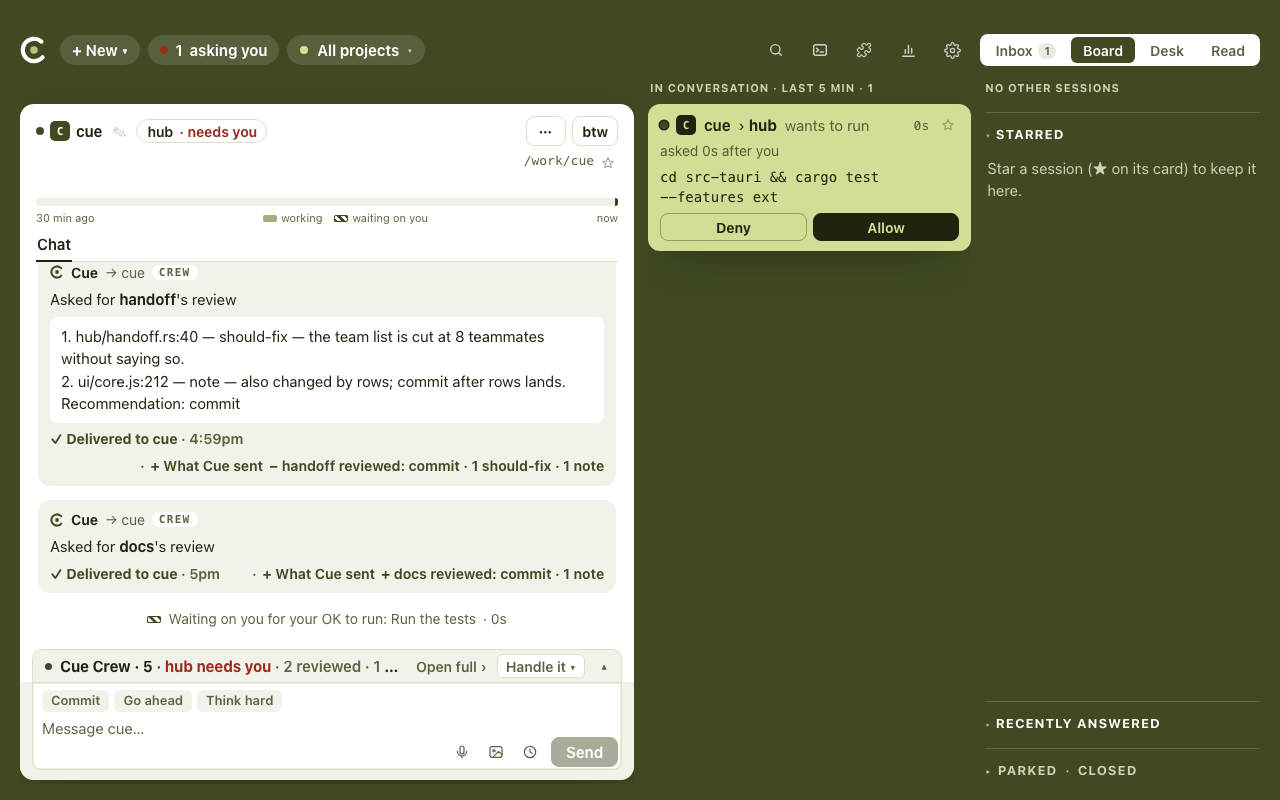 + New ▾
1 asking you
All projects
Inbox 1
Board
Desk
Read
C cue
hub · needs you
...
btw
/work/cue
30 min ago
working
waiting on you
now
Chat
Cue → cue CREW
Asked for handoff's review
1. hub/handoff.rs:40 — should-fix — the team list is cut at 8 teammates
without saying so.
2. ui/core.js:212 — note — also changed by rows; commit after rows lands.
Recommendation: commit
✓ Delivered to cue · 4:59pm
· + What Cue sent – handoff reviewed: commit · 1 should-fix · 1 note
Cue → cue CREW
Asked for docs's review
✓ Delivered to cue · 5pm · + What Cue sent + docs reviewed: commit · 1 note
Waiting on you for your OK to run: Run the tests · 0s
Cue Crew · 5 · hub needs you · 2 reviewed · 1 ...
Open full ›
Handle it ▾
Commit
Go ahead
Think hard
Message cue…
Send
IN CONVERSATION · LAST 5 MIN · 1
C cue › hub wants to run 0s
asked 0s after you
cd src-tauri && cargo test
--features ext
Deny
Allow
NO OTHER SESSIONS
STARRED
Star a session (★ on its card) to keep it
here.
RECENTLY ANSWERED
PARKED · CLOSED